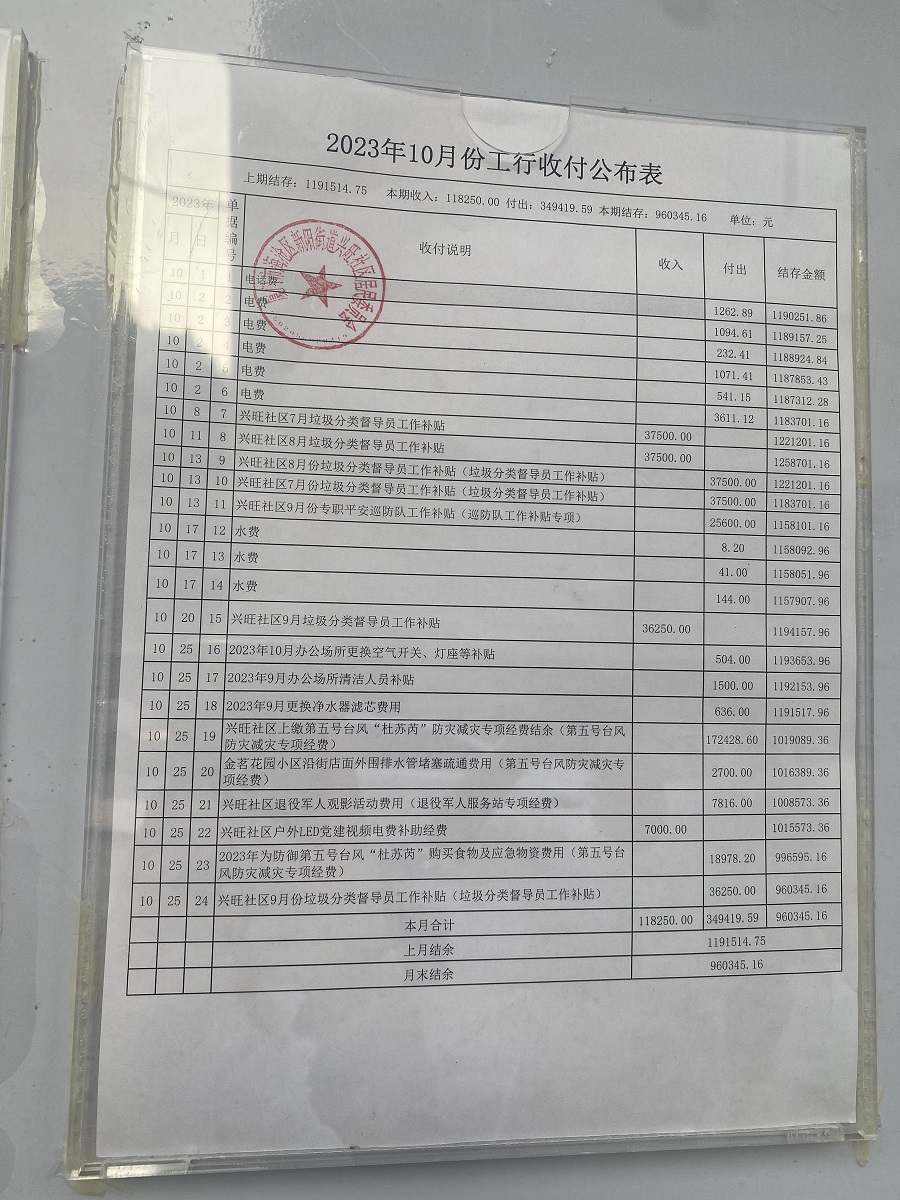 2023年10月份工行收付公布表
上期结存：1191514.75 本期收入：118250.00 付出：349419.59 本期结存：960345.16 单位：元
2023年 单据编号 收付说明 收入 付出 结存金额
月 日
10 1 1 电话费 1262.89 1190251.86
10 2 2 电费 1094.61 1189157.25
10 2 3 电费 232.41 1188924.84
10 2 4 电费 1071.41 1187853.43
10 2 5 电费 541.15 1187312.28
10 2 6 电费 3611.12 1183701.16
10 8 7 兴旺社区7月垃圾分类督导员工作补贴 37500.00 1221201.16
10 11 8 兴旺社区8月垃圾分类督导员工作补贴 37500.00 1258701.16
10 13 9 兴旺社区8月份垃圾分类督导员工作补贴（垃圾分类督导员工作补贴） 37500.00 1221201.16
10 13 10 兴旺社区7月份垃圾分类督导员工作补贴（垃圾分类督导员工作补贴） 37500.00 1183701.16
10 13 11 兴旺社区9月份专职平安巡防队工作补贴（巡防队工作补贴专项） 25600.00 1158101.16
10 17 12 水费 8.20 1158092.96
10 17 13 水费 41.00 1158051.96
10 17 14 水费 144.00 1157907.96
10 20 15 兴旺社区9月垃圾分类督导员工作补贴 36250.00 1194157.96
10 25 16 2023年10月办公场所更换空气开关、灯座等补贴 504.00 1193653.96
10 25 17 2023年9月办公场所清洁人员补贴 1500.00 1192153.96
10 25 18 2023年9月更换净水器滤芯费用 636.00 1191517.96
10 25 19 兴旺社区上缴第五号台风“杜苏芮”防灾减灾专项经费结余（第五号台风
防灾减灾专项经费） 172428.60 1019089.36
10 25 20 金茗花园小区沿街店面外围排水管堵塞疏通费用（第五号台风防灾减灾专
项经费） 2700.00 1016389.36
10 25 21 兴旺社区退役军人观影活动费用（退役军人服务站专项经费） 7816.00 1008573.36
10 25 22 兴旺社区户外LED党建视频电费补助经费 7000.00 1015573.36
10 25 23 2023年为防御第五号台风“杜苏芮”购买食物及应急物资费用（第五号台
风防灾减灾专项经费） 18978.20 996595.16
10 25 24 兴旺社区9月份垃圾分类督导员工作补贴（垃圾分类督导员工作补贴） 36250.00 960345.16
本月合计 118250.00 349419.59 960345.16
上月结余 1191514.75
月末结余 960345.16